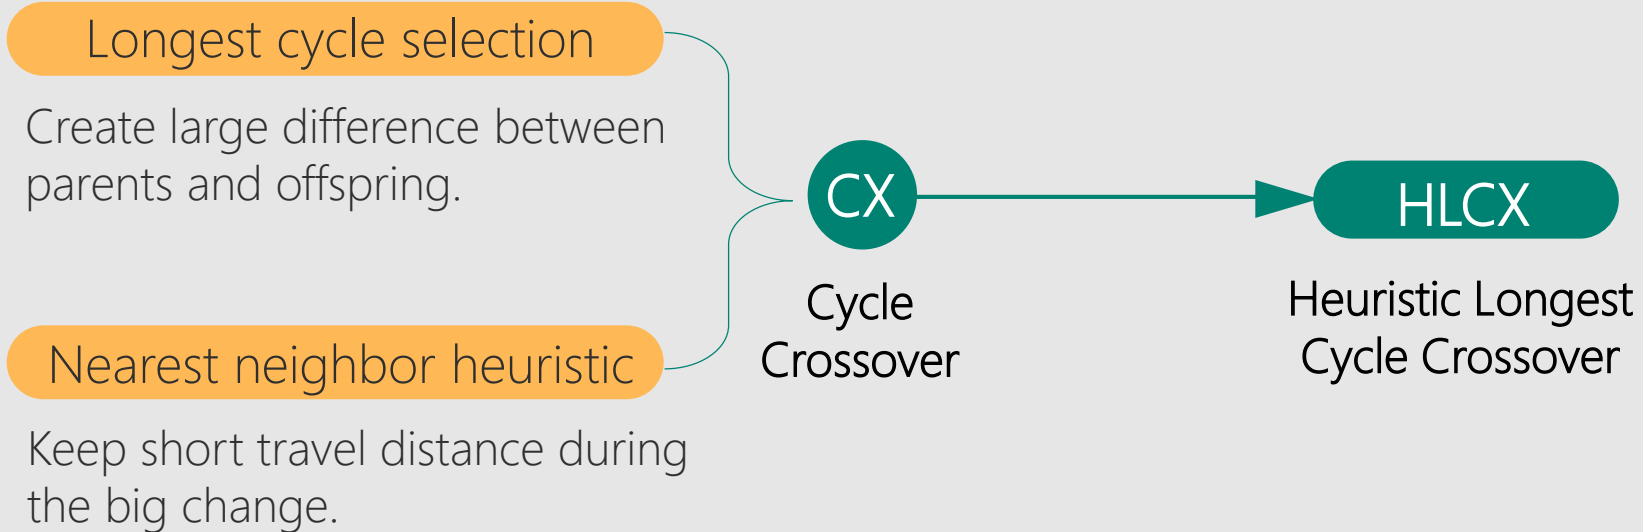 Longest cycle selection
Create large difference between
parents and offspring.
Nearest neighbor heuristic
Keep short travel distance during
the big change.
CX
Cycle
Crossover
HLCX
Heuristic Longest
Cycle Crossover